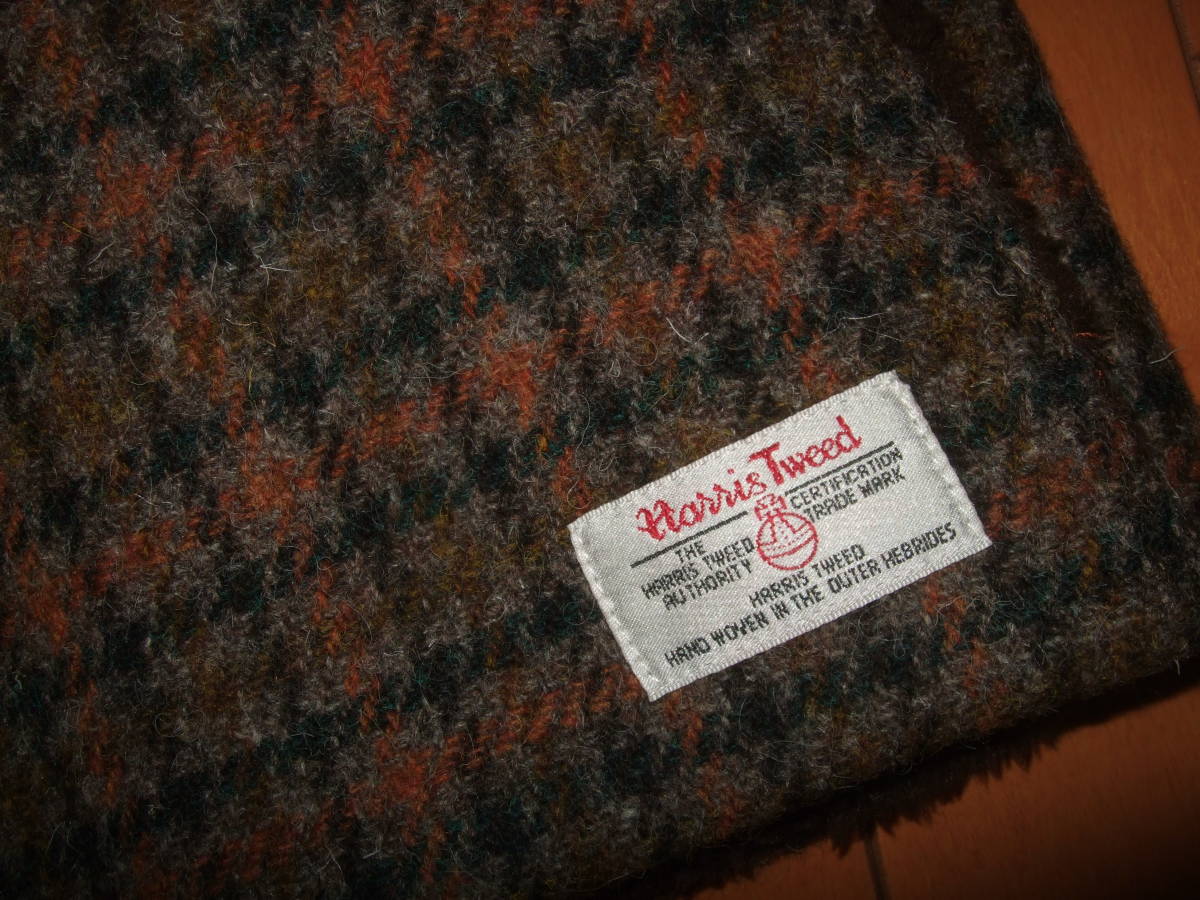 Harris Tweed
CERTIFICATION
TRADE MARK
THE
HARRIS TWEED
AUTHORITY
HARRIS TWEED
HAND WOVEN IN THE OUTER HEBRIDES